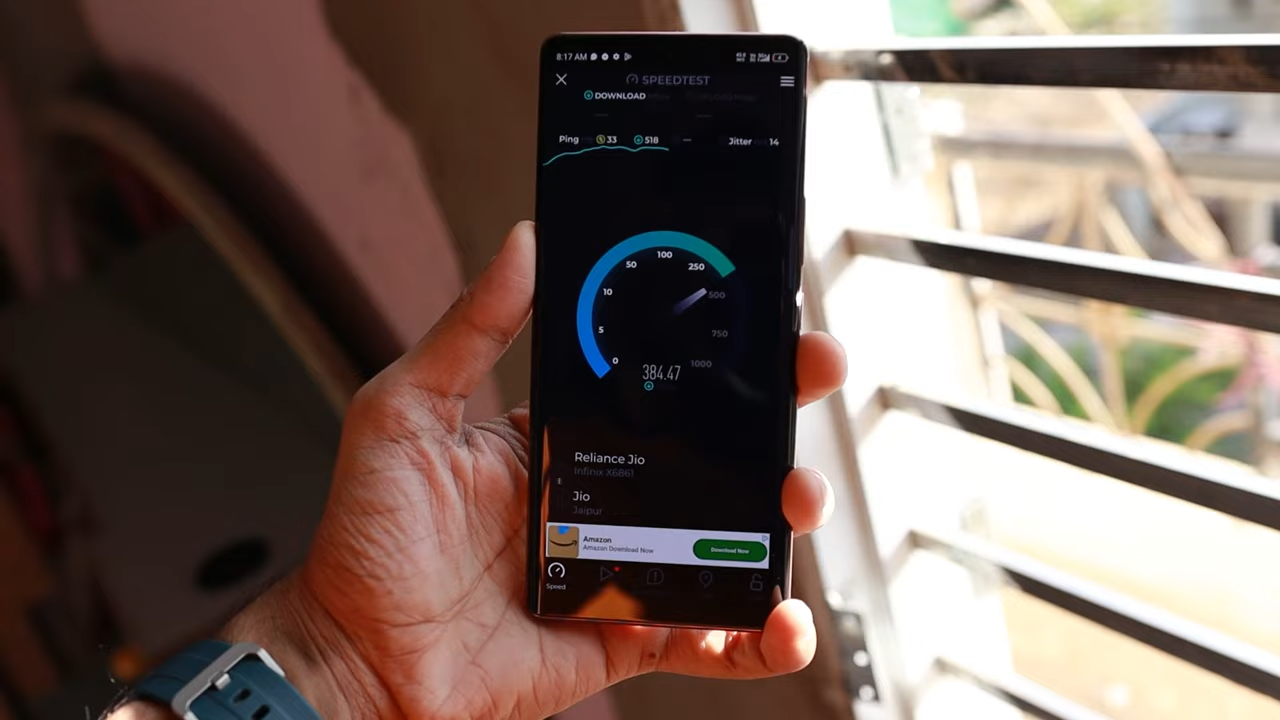 8:17 AM
SPEEDTEST
DOWNLOAD
Ping 33 518 — Jitter 14
100
50 250
10 500
5 750
0 1000
384.47
Reliance Jio
Infinix X6861
Jio
Jaipur
Amazon
Amazon Download Now
Download Now
Speed